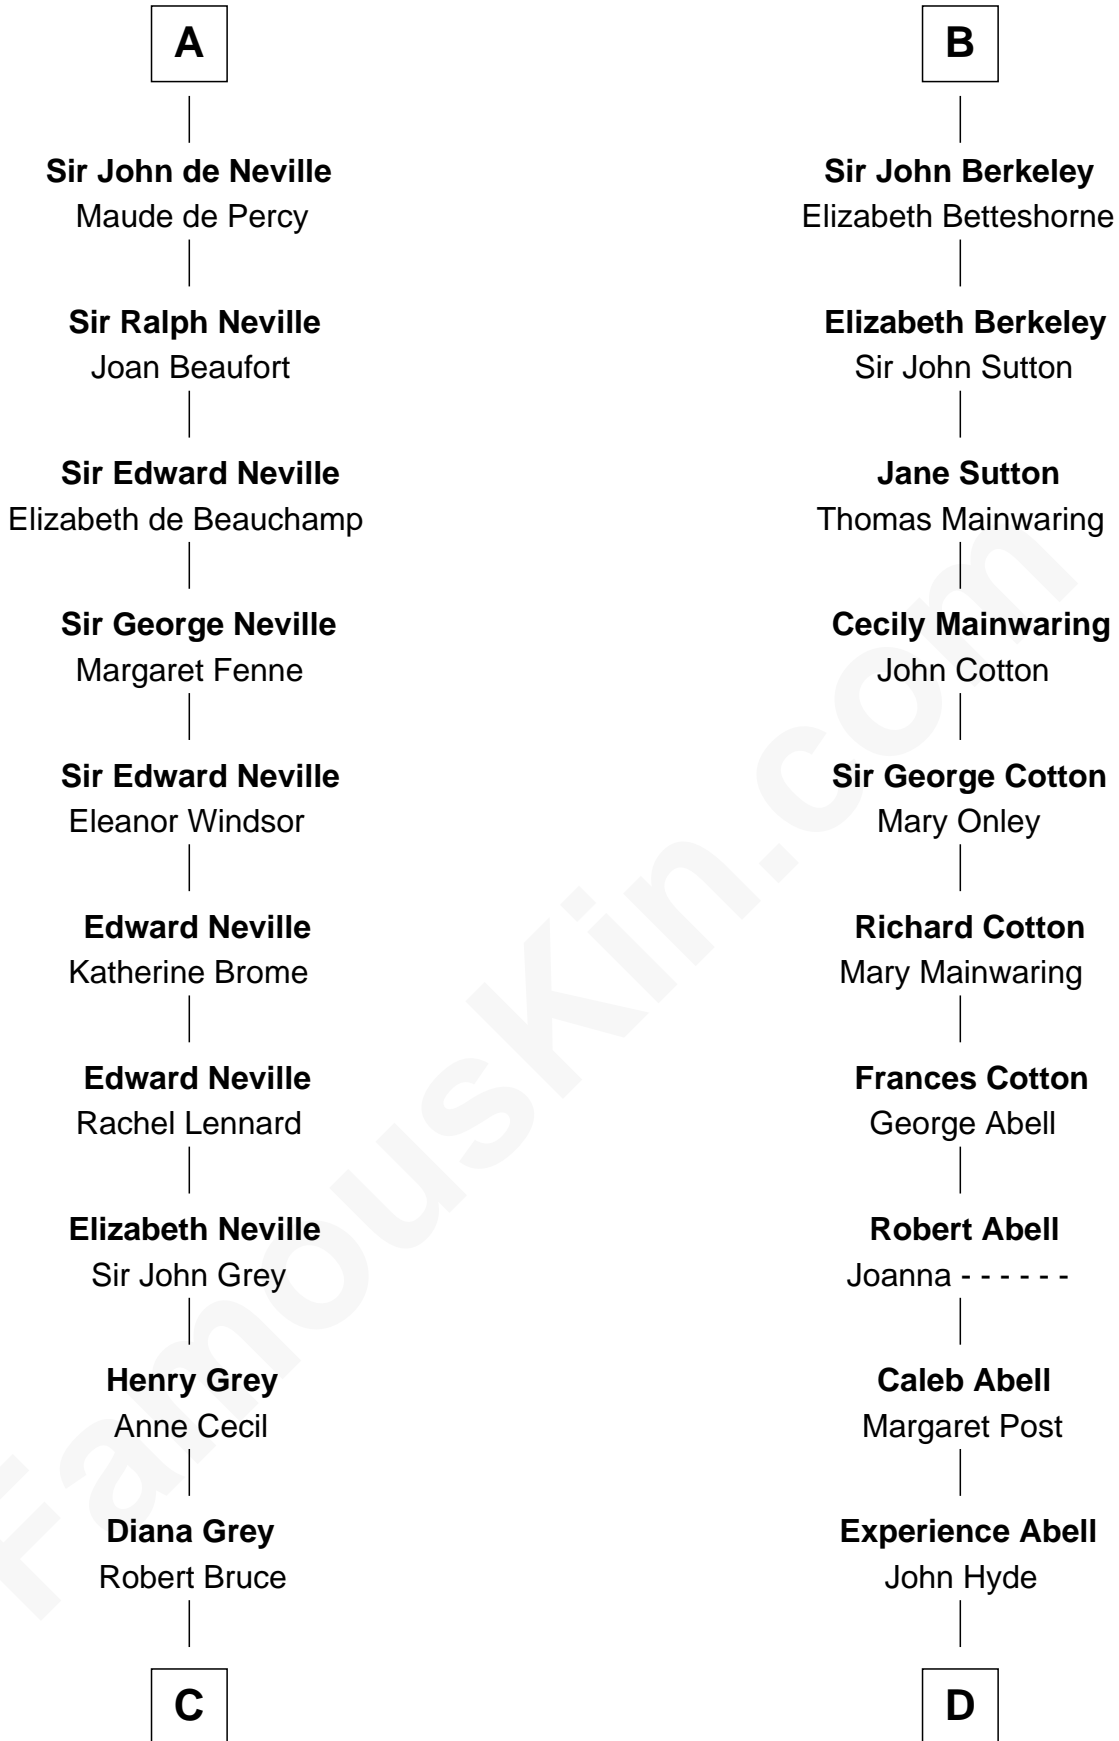 A
Sir John de Neville
Maude de Percy
Sir Ralph Neville
Joan Beaufort
Sir Edward Neville
Elizabeth de Beauchamp
Sir George Neville
Margaret Fenne
Sir Edward Neville
Eleanor Windsor
Edward Neville
Katherine Brome
Edward Neville
Rachel Lennard
Elizabeth Neville
Sir John Grey
Henry Grey
Anne Cecil
Diana Grey
Robert Bruce
C
B
Sir John Berkeley
Elizabeth Betteshorne
Elizabeth Berkeley
Sir John Sutton
Jane Sutton
Thomas Mainwaring
Cecily Mainwaring
John Cotton
Sir George Cotton
Mary Onley
Richard Cotton
Mary Mainwaring
Frances Cotton
George Abell
Robert Abell
Joanna - - - - - -
Caleb Abell
Margaret Post
Experience Abell
John Hyde
D
FamousKin.com